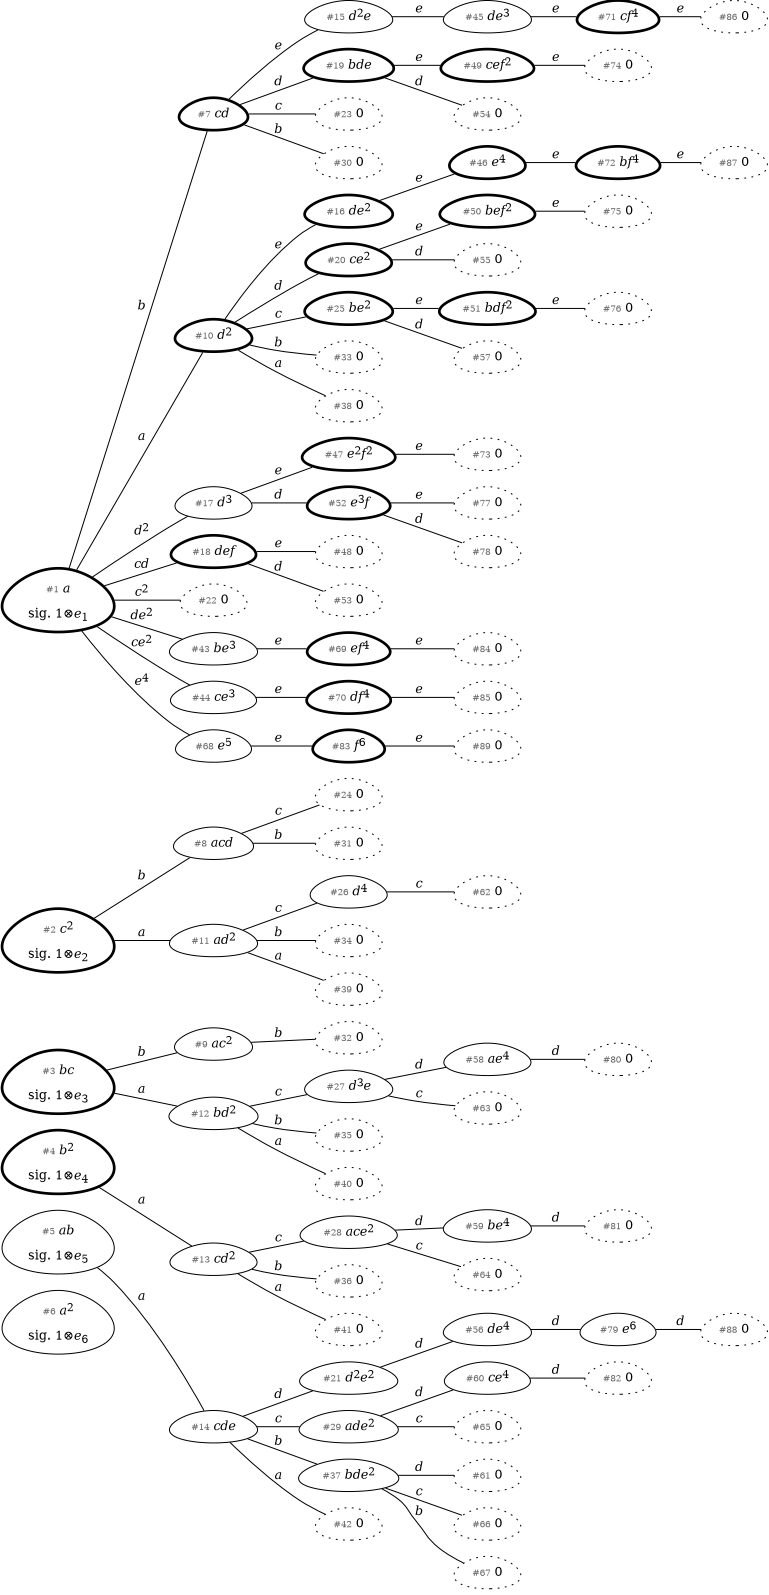 #15 d²e
e
#45 de³
e
#71 cf⁴
e
#86 0
e
#19 bde
e
#49 cef²
e
#74 0
d
d
#7 cd
c
#23 0
#54 0
b
#30 0
#46 e⁴
e
#72 bf⁴
e
#87 0
e
#16 de²
#50 bef²
e
#75 0
e
e
#20 ce²
d
#55 0
d
b
#25 be²
e
#51 bdf²
e
#76 0
c
d
#10 d²
b
#33 0
#57 0
a
#38 0
a
#47 e²f²
e
#73 0
e
#17 d³
d
#52 e³f
e
#77 0
d²
d
#18 def
e
#48 0
#78 0
cd
d
#1 a
sig. 1⊗e₁
c²
#22 0
#53 0
de²
#43 be³
e
#69 ef⁴
e
#84 0
ce²
#44 ce³
e
#70 df⁴
e
#85 0
e⁴
#68 e⁵
e
#83 f⁶
e
#89 0
#24 0
c
#8 acd
b
#31 0
b
#26 d⁴
c
#62 0
c
#2 c²
sig. 1⊗e₂
a
#11 ad²
b
#34 0
a
#39 0
#9 ac²
b
#32 0
b
#58 ae⁴
d
#80 0
#3 bc
sig. 1⊗e₃
d
#27 d³e
a
c
c
#12 bd²
b
#63 0
#35 0
a
#40 0
#4 b²
sig. 1⊗e₄
a
#28 ace²
d
#59 be⁴
d
#81 0
c
c
#13 cd²
b
#36 0
#64 0
a
#41 0
#5 ab
sig. 1⊗e₅
a
#6 a²
sig. 1⊗e₆
#56 de⁴
d
#79 e⁶
d
#88 0
d
#21 d²e²
#60 ce⁴
d
#82 0
d
d
#14 cde
c
#29 ade²
c
#65 0
b
#37 bde²
d
#61 0
a
c
#42 0
b
#66 0
#67 0